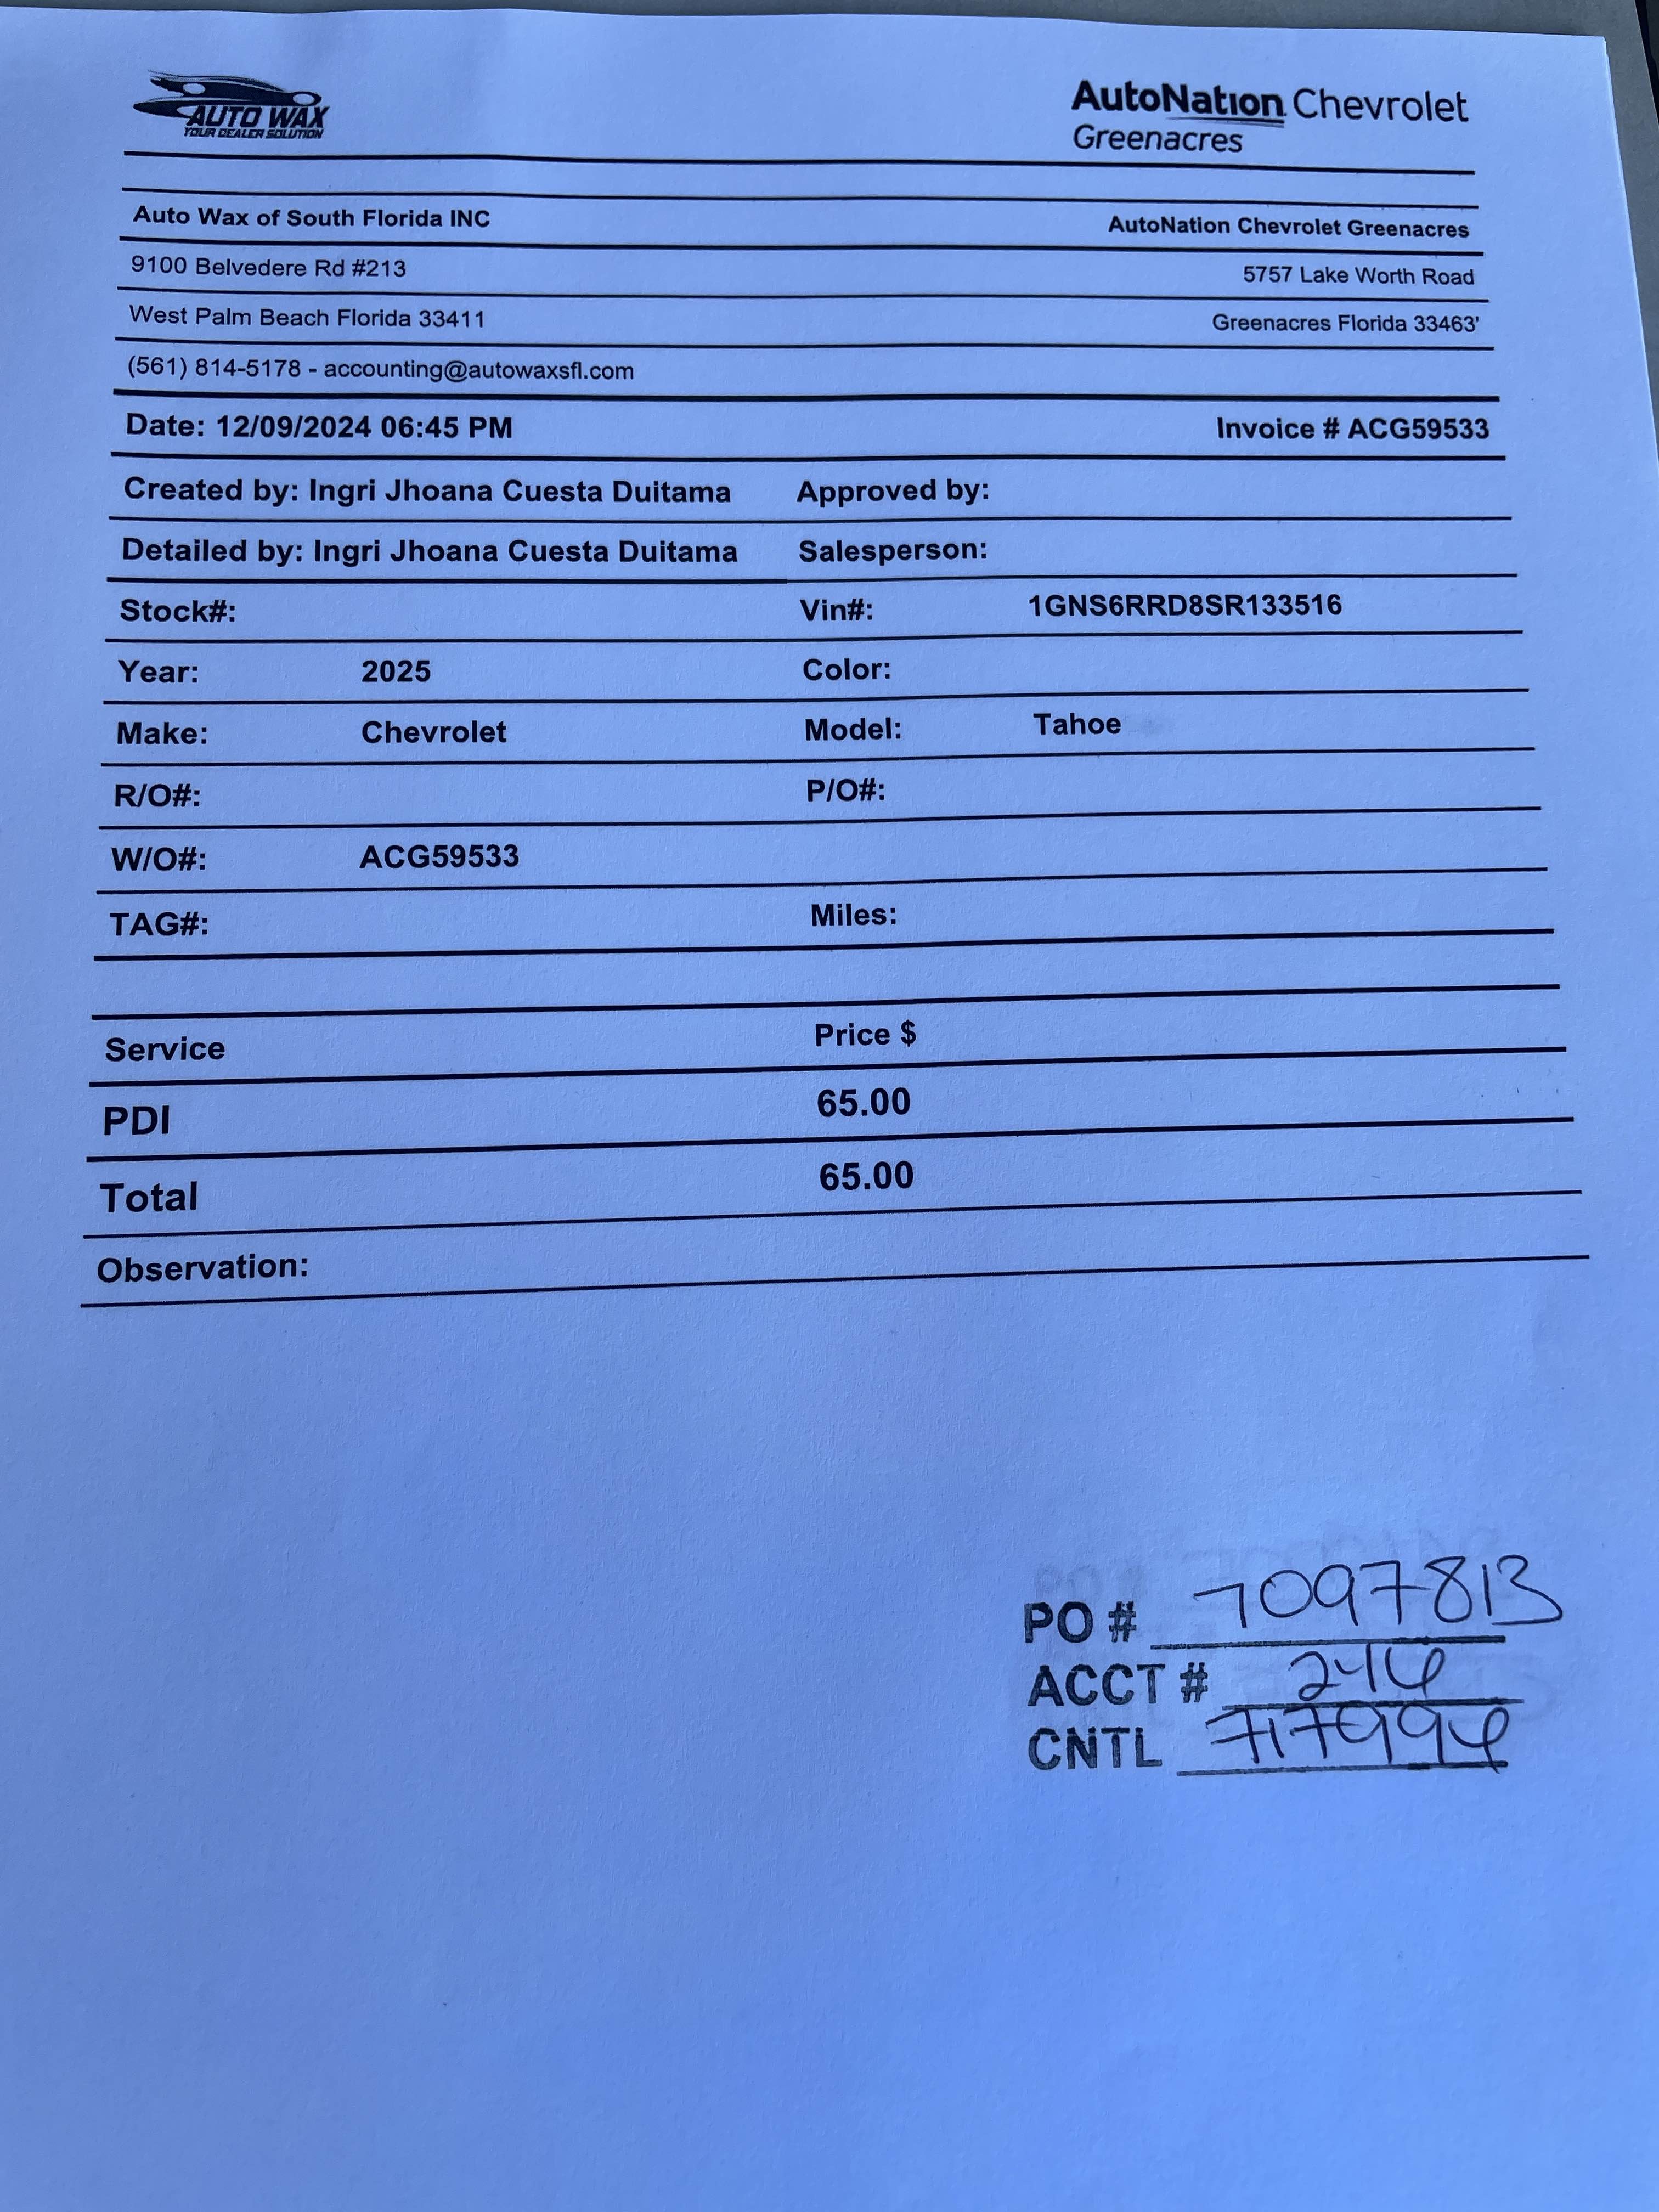 AUTO WAX
YOUR DEALER SOLUTION
AutoNation Chevrolet
Greenacres
Auto Wax of South Florida INC AutoNation Chevrolet Greenacres
9100 Belvedere Rd #213 5757 Lake Worth Road
West Palm Beach Florida 33411 Greenacres Florida 33463'
(561) 814-5178 - accounting@autowaxsfl.com
Date: 12/09/2024 06:45 PM Invoice # ACG59533
Created by: Ingri Jhoana Cuesta Duitama Approved by:
Detailed by: Ingri Jhoana Cuesta Duitama Salesperson:
Stock#: Vin#: 1GNS6RRD8SR133516
Year: 2025 Color:
Make: Chevrolet Model: Tahoe
R/O#: P/O#:
W/O#: ACG59533
TAG#: Miles:
Service Price $
PDI 65.00
Total 65.00
Observation:
PO # 7097813
ACCT #
CNTL